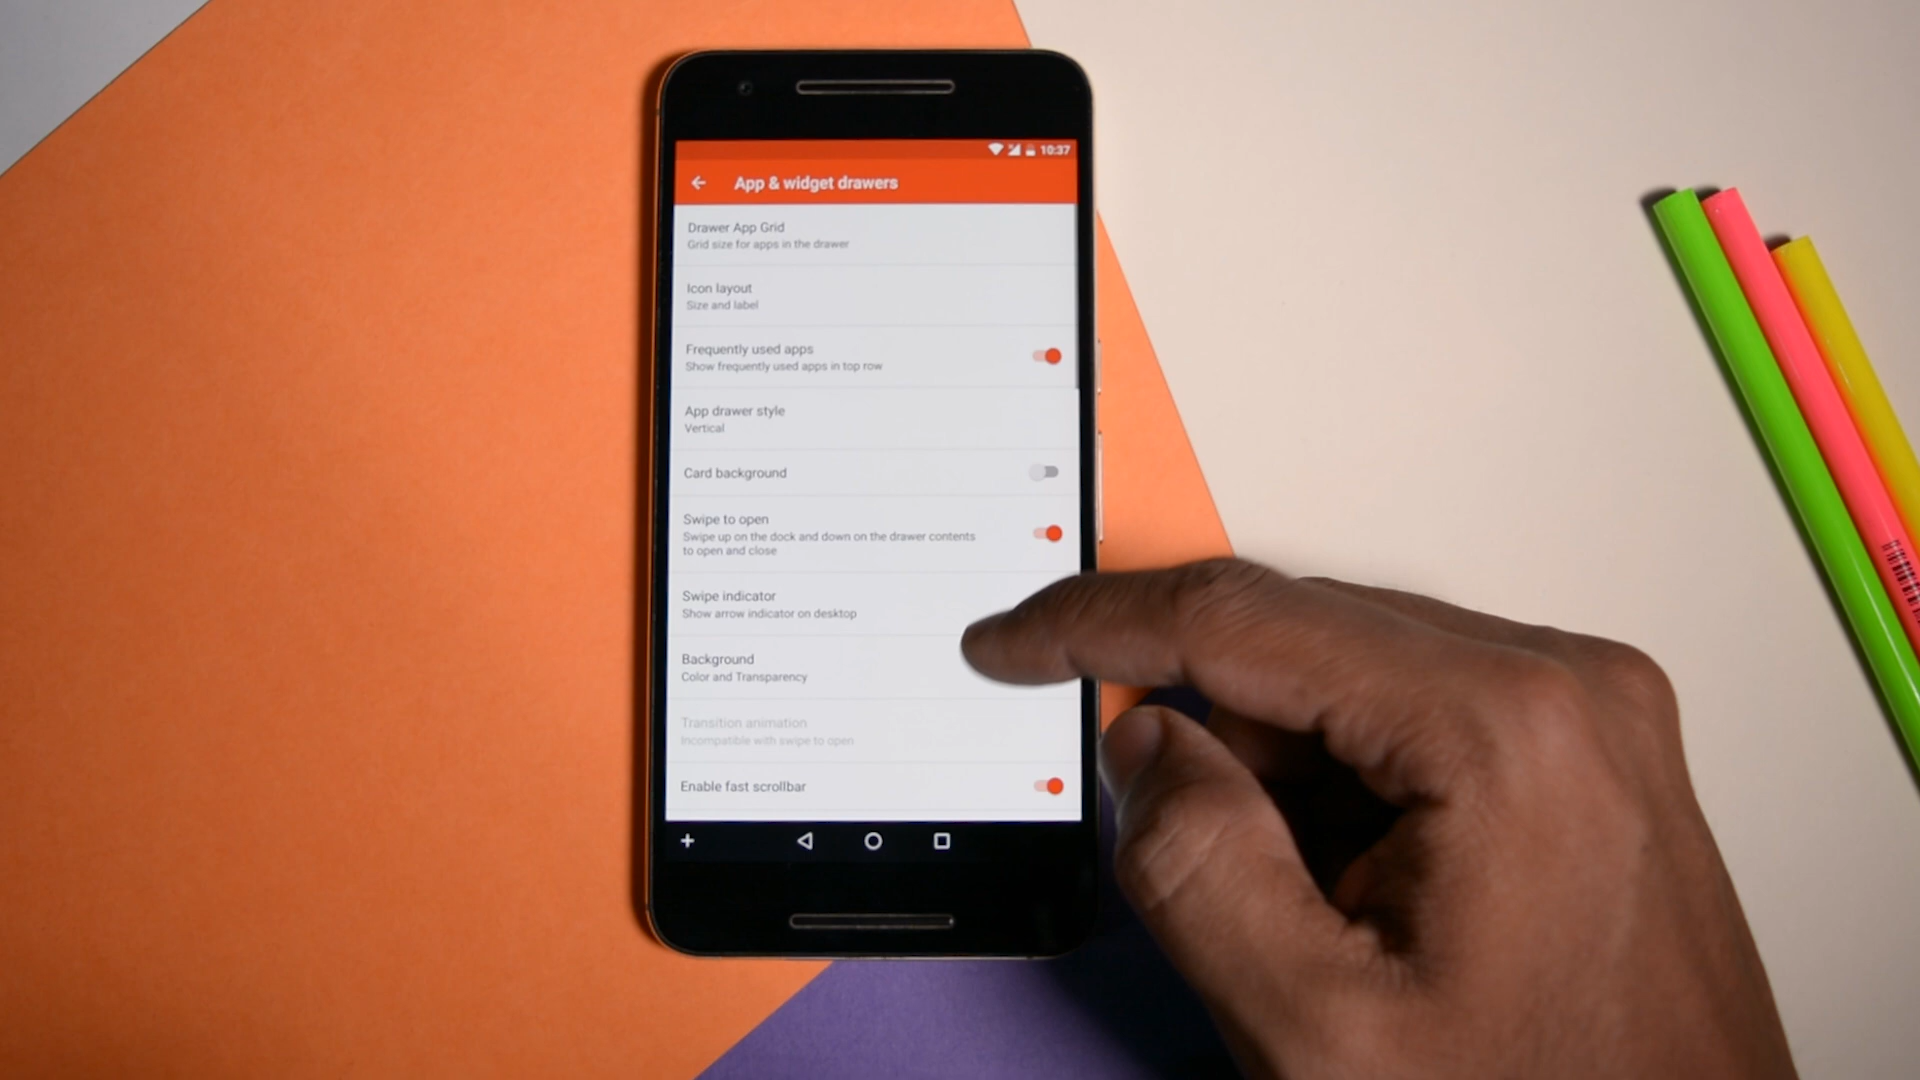 10:37
App & widget drawers
Drawer App Grid
Grid size for apps in the drawer
Icon layout
Size and label
Frequently used apps
Show frequently used apps in top row
App drawer style
Vertical
Card background
Swipe to open
Swipe up on the dock and down on the drawer contents
to open and close
Swipe indicator
Show arrow indicator on desktop
Background
Color and Transparency
Transition animation
Incompatible with swipe to open
Enable fast scrollbar